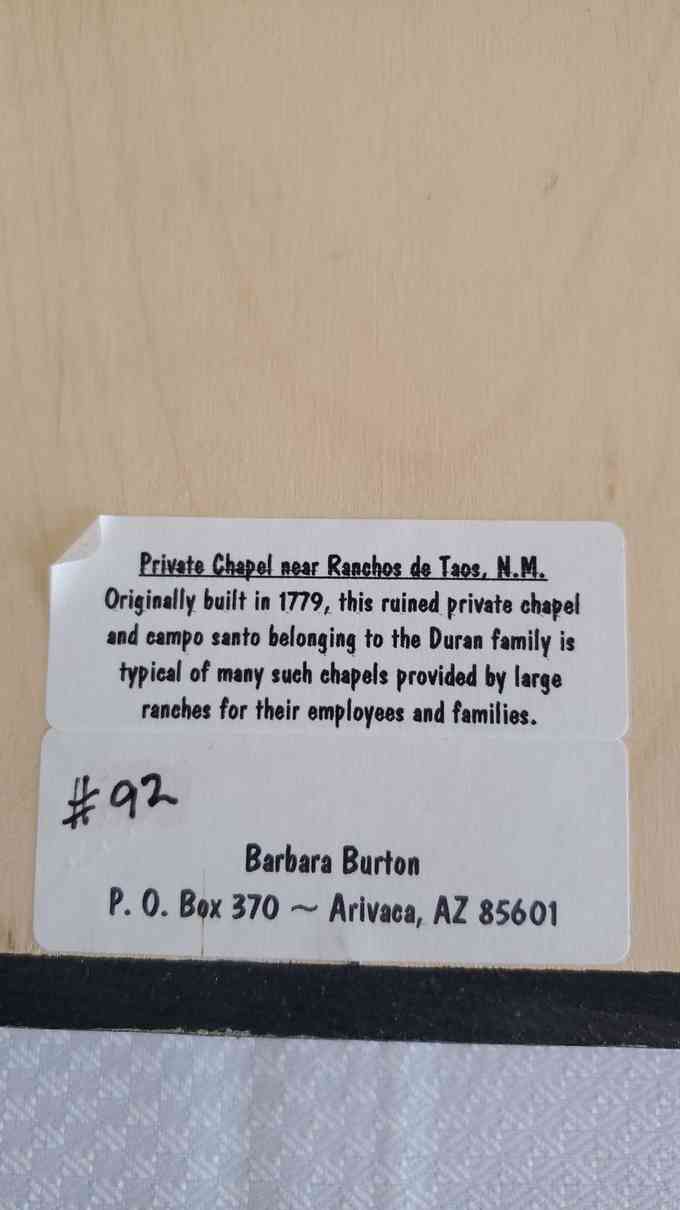 Private Chapel near Ranchos de Taos, N.M.
Originally built in 1779, this ruined private chapel
and campo santo belonging to the Duran family is
typical of many such chapels provided by large
ranches for their employees and families.
#92
Barbara Burton
P. O. Box 370 ~ Arivaca, AZ 85601